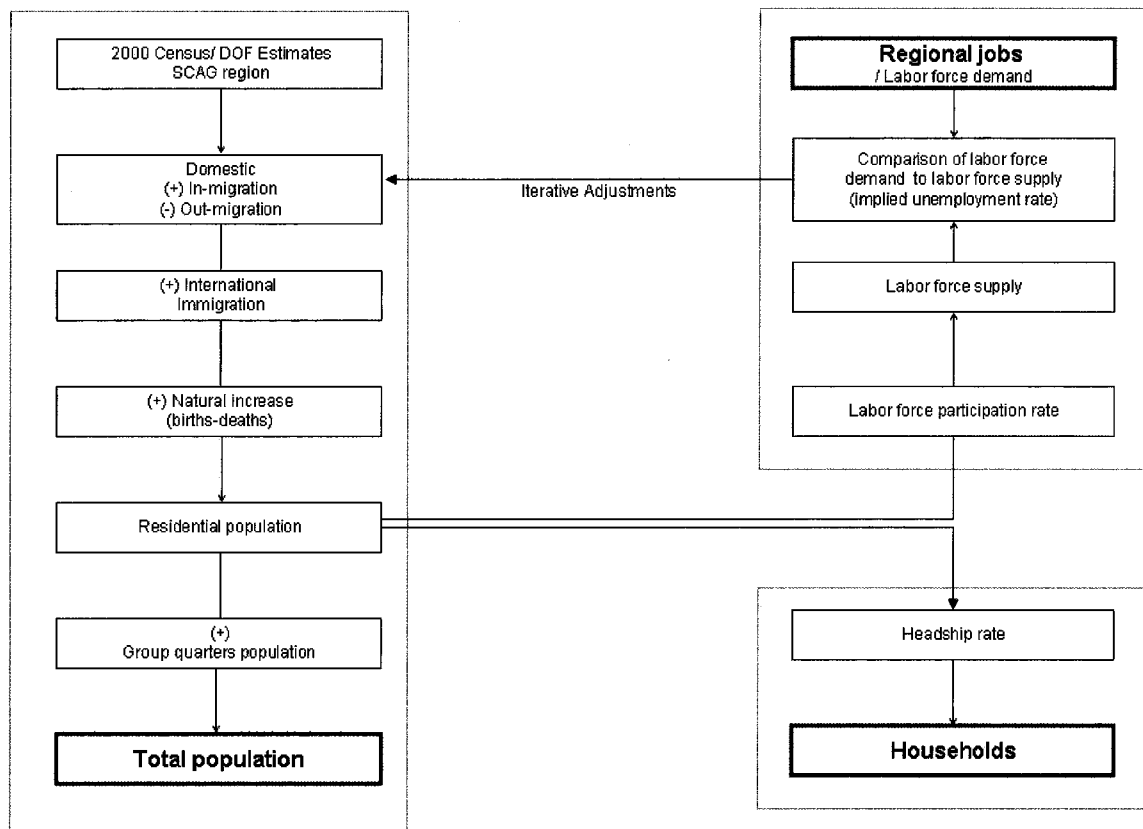 2000 Census/ DOF Estimates
SCAG region
Domestic
(+) In-migration
(-) Out-migration
(+) International
Immigration
(+) Natural increase
(births-deaths)
Residential population
(+)
Group quarters population
Total population
Iterative Adjustments
Regional jobs
/ Labor force demand
Comparison of labor force
demand to labor force supply
(implied unemployment rate)
Labor force supply
Labor force participation rate
Headship rate
Households